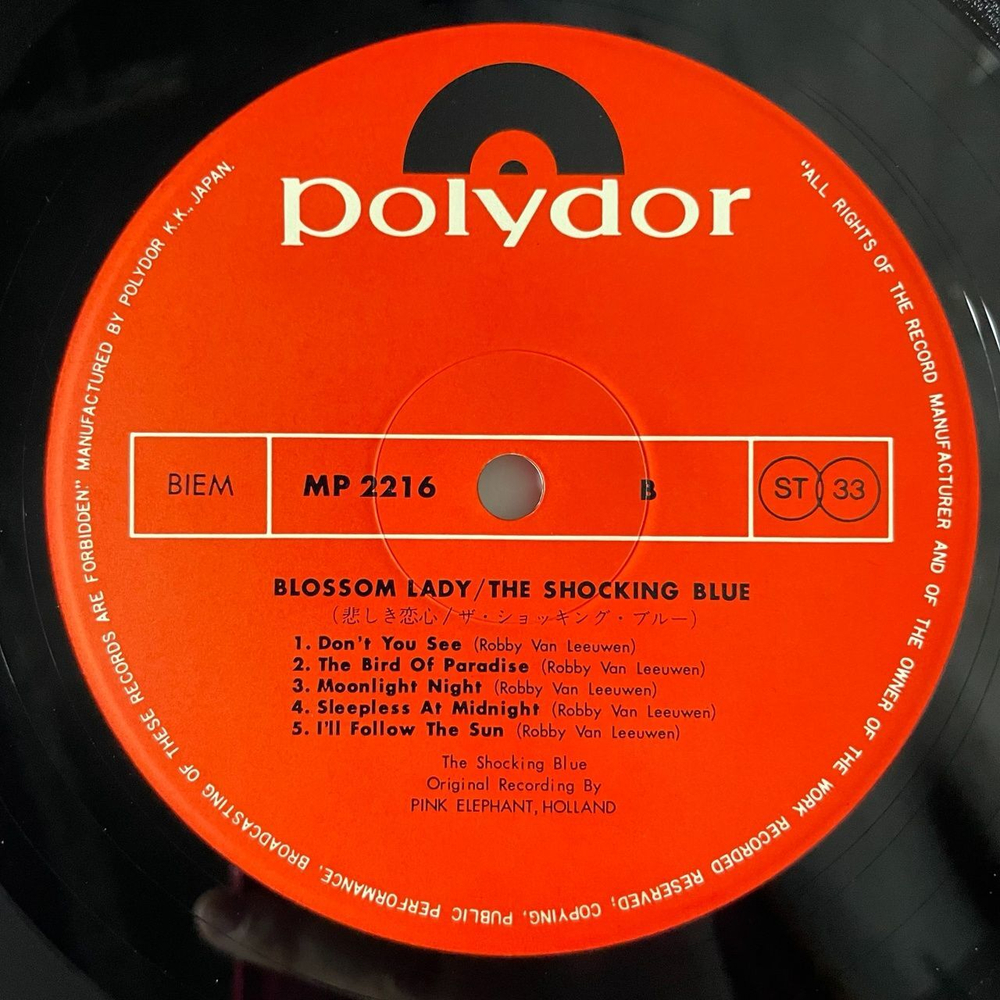 polydor
"ALL RIGHTS OF THE RECORD MANUFACTURER AND OF THE OWNER OF THE WORK RECORDED RESERVED; COPYING, PUBLIC PERFORMANCE, BROADCASTING OF THESE RECORDS ARE FORBIDDEN." MANUFACTURED BY POLYDOR K.K., JAPAN.
BIEM MP 2216 B ST 33
BLOSSOM LADY/THE SHOCKING BLUE
(悲しき恋心/ザ・ショッキング・ブルー)
1. Don't You See (Robby Van Leeuwen)
2. The Bird Of Paradise (Robby Van Leeuwen)
3. Moonlight Night (Robby Van Leeuwen)
4. Sleepless At Midnight (Robby Van Leeuwen)
5. I'll Follow The Sun (Robby Van Leeuwen)
The Shocking Blue
Original Recording By
PINK ELEPHANT, HOLLAND